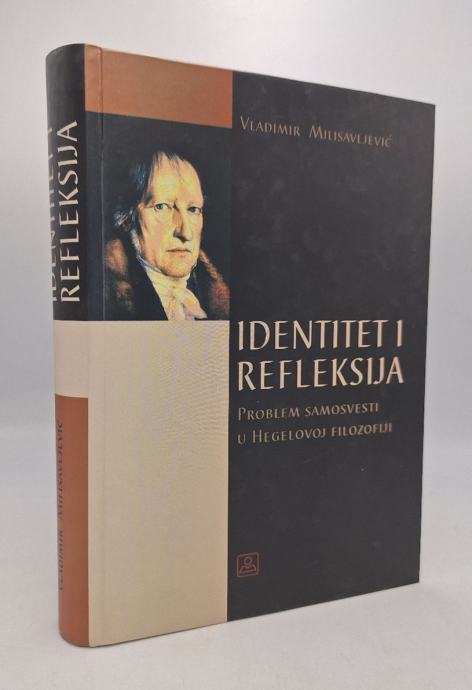 IDENTITET I
REFLEKSIJA
VLADIMIR MILISAVLJEVIĆ
VLADIMIR MILISAVLJEVIĆ
IDENTITET I
REFLEKSIJA
PROBLEM SAMOSVESTI
U HEGELOVOJ FILOZOFIJI